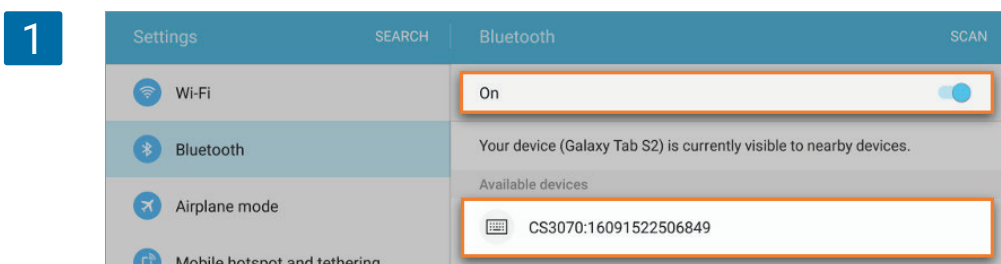 1
Settings SEARCH Bluetooth SCAN
Wi-Fi
On
Bluetooth
Your device (Galaxy Tab S2) is currently visible to nearby devices.
Available devices
Airplane mode
CS3070:16091522506849
Mobile hotspot and tethering